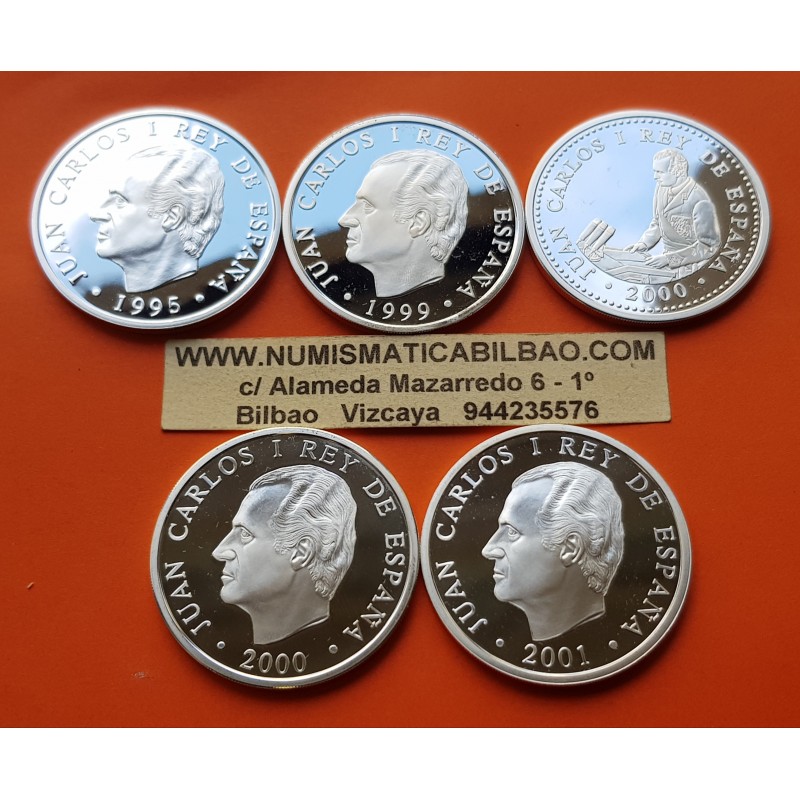 JUAN CARLOS I REY DE ESPAÑA
· 1995 ·
JUAN CARLOS I REY DE ESPAÑA
· 1999 ·
JUAN CARLOS I REY DE ESPAÑA
· 2000 ·
WWW.NUMISMATICABILBAO.COM
c/ Alameda Mazarredo 6 - 1º
Bilbao Vizcaya 944235576
JUAN CARLOS I REY DE ESPAÑA
· 2000 ·
JUAN CARLOS I REY DE ESPAÑA
· 2001 ·